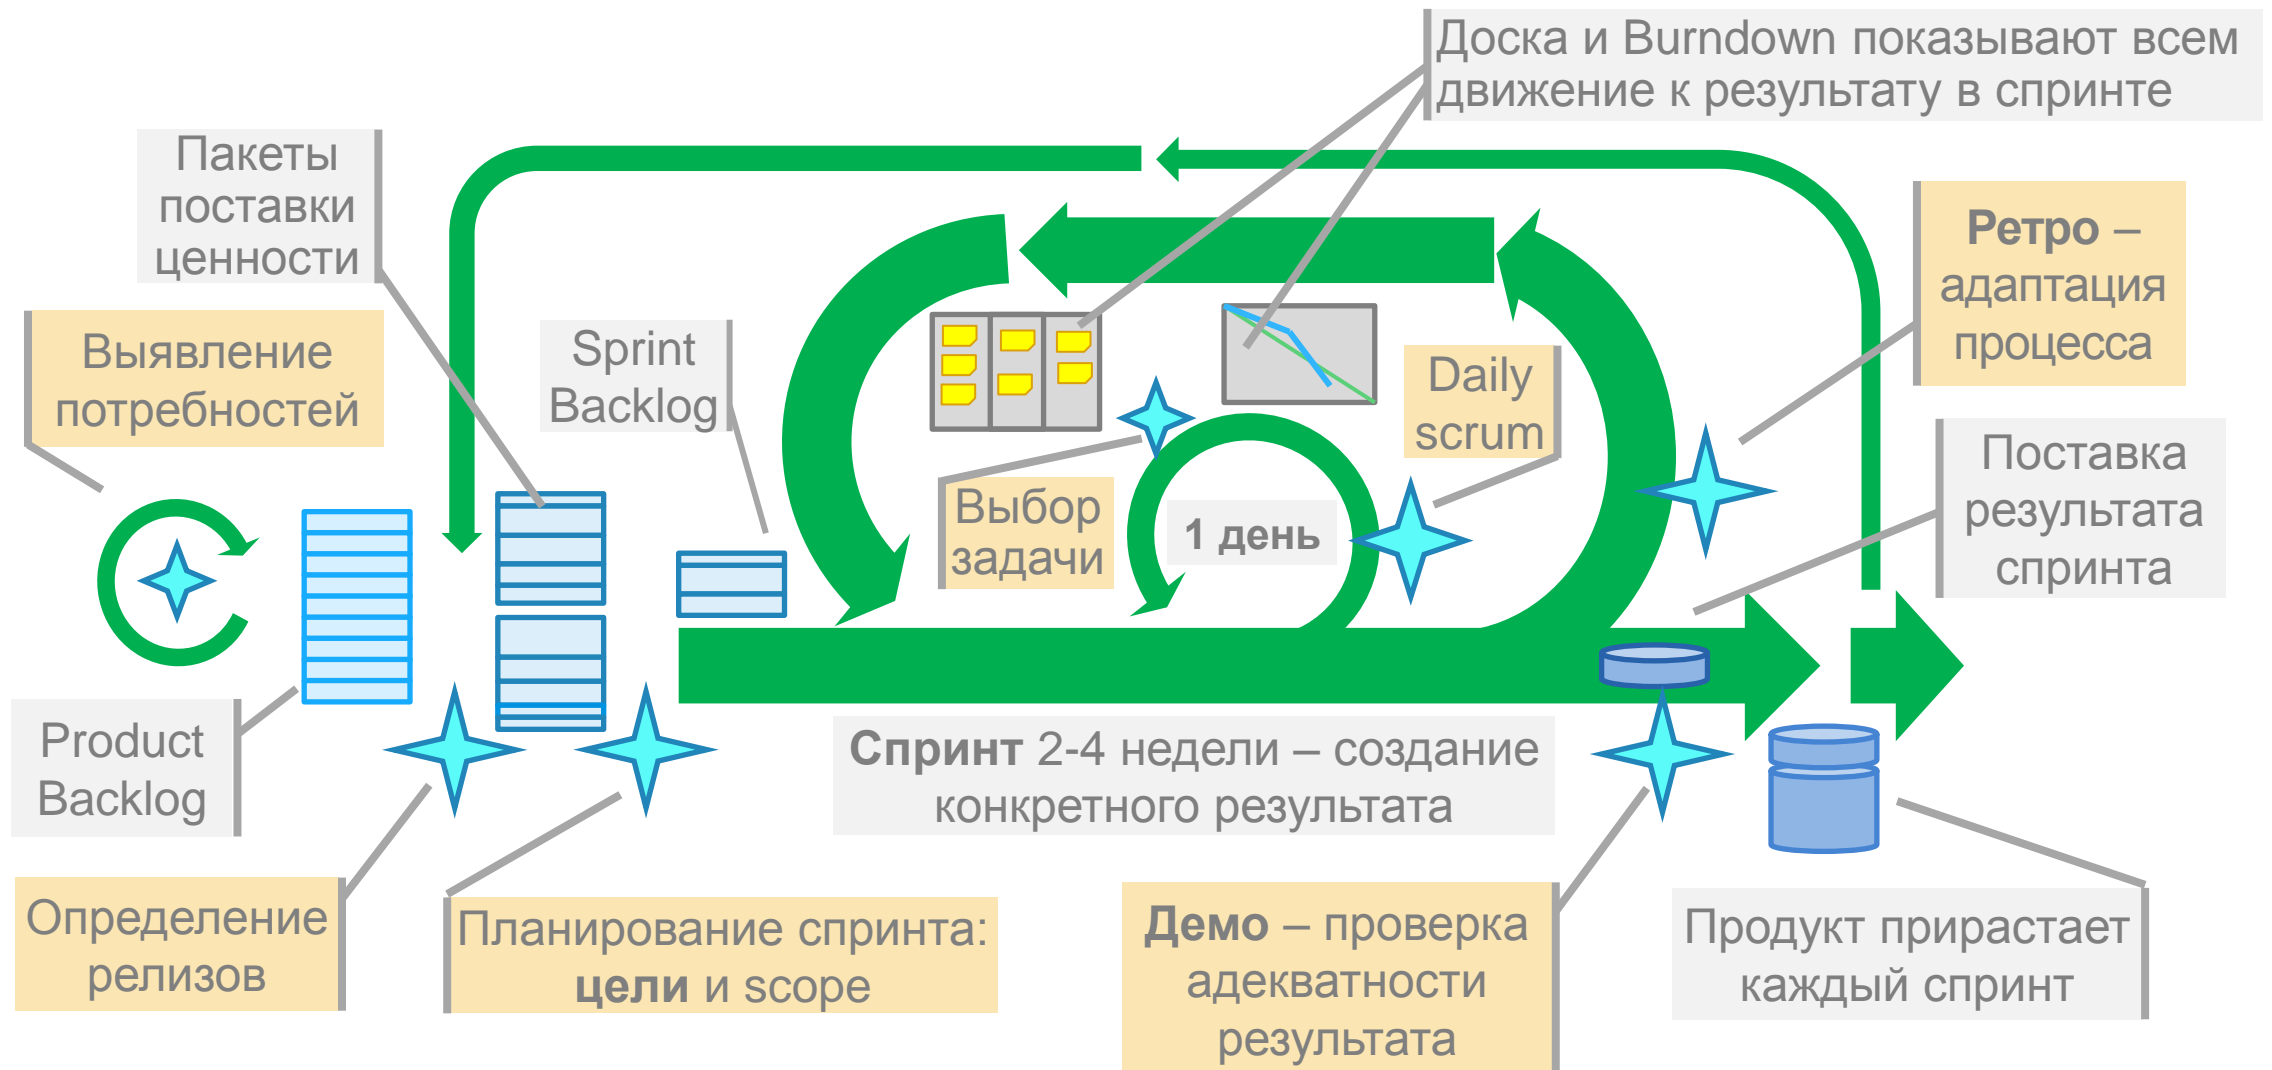 Доска и Burndown показывают всем
движение к результату в спринте
Пакеты
поставки
ценности
Ретро –
адаптация
процесса
Выявление
потребностей
Sprint
Backlog
Daily
scrum
Поставка
результата
спринта
Выбор
задачи
1 день
Product
Backlog
Спринт 2-4 недели – создание
конкретного результата
Определение
релизов
Планирование спринта:
цели и scope
Демо – проверка
адекватности
результата
Продукт прирастает
каждый спринт